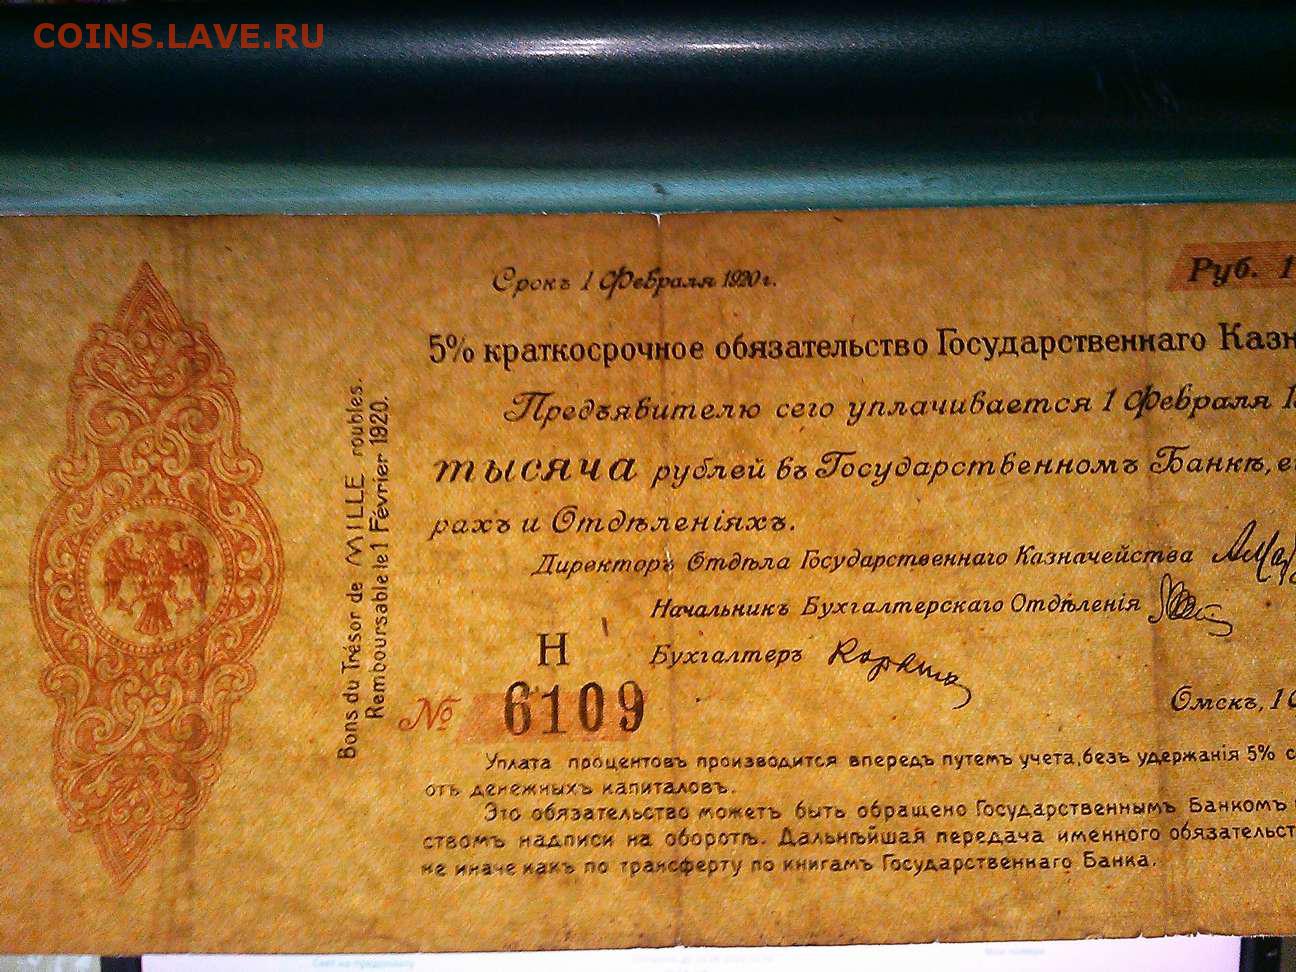 COINS.LAVE.RU
Срокъ 1 Февраля 1920 г.
Руб. 1
5% краткосрочное обязательство Государственнаго Казн
Предъявителю сего уплачивается 1 Февраля 1
тысяча рублей въ Государственномъ Банкѣ, е
рахъ и Отдѣленіяхъ.
Директоръ Отдѣла Государственнаго Казначейства
Начальникъ Бухгалтерскаго Отдѣленія
Бухгалтеръ
Bons du Trésor de MILLE roubles.
Remboursable le 1 Février 1920.
Н
№ 6109
Омскъ, 1
Уплата процентовъ производится впередъ путемъ учета, безъ удержанія 5% с
отъ денежныхъ капиталовъ.
Это обязательство можетъ быть обращено Государственнымъ Банкомъ
ствомъ надписи на оборотѣ. Дальнѣйшая передача именного обязательст
не иначе какъ по трансферту по книгамъ Государственнаго Банка.